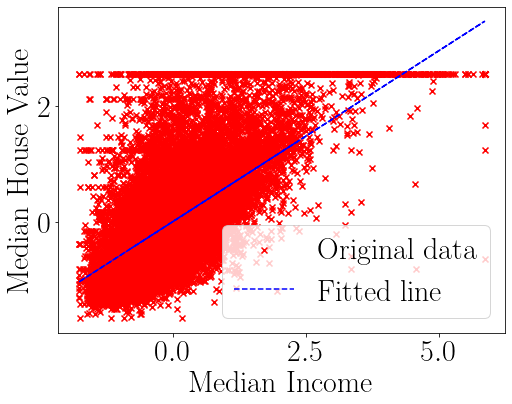 Median House Value
2
0
Original data
Fitted line
0.0 2.5 5.0
Median Income